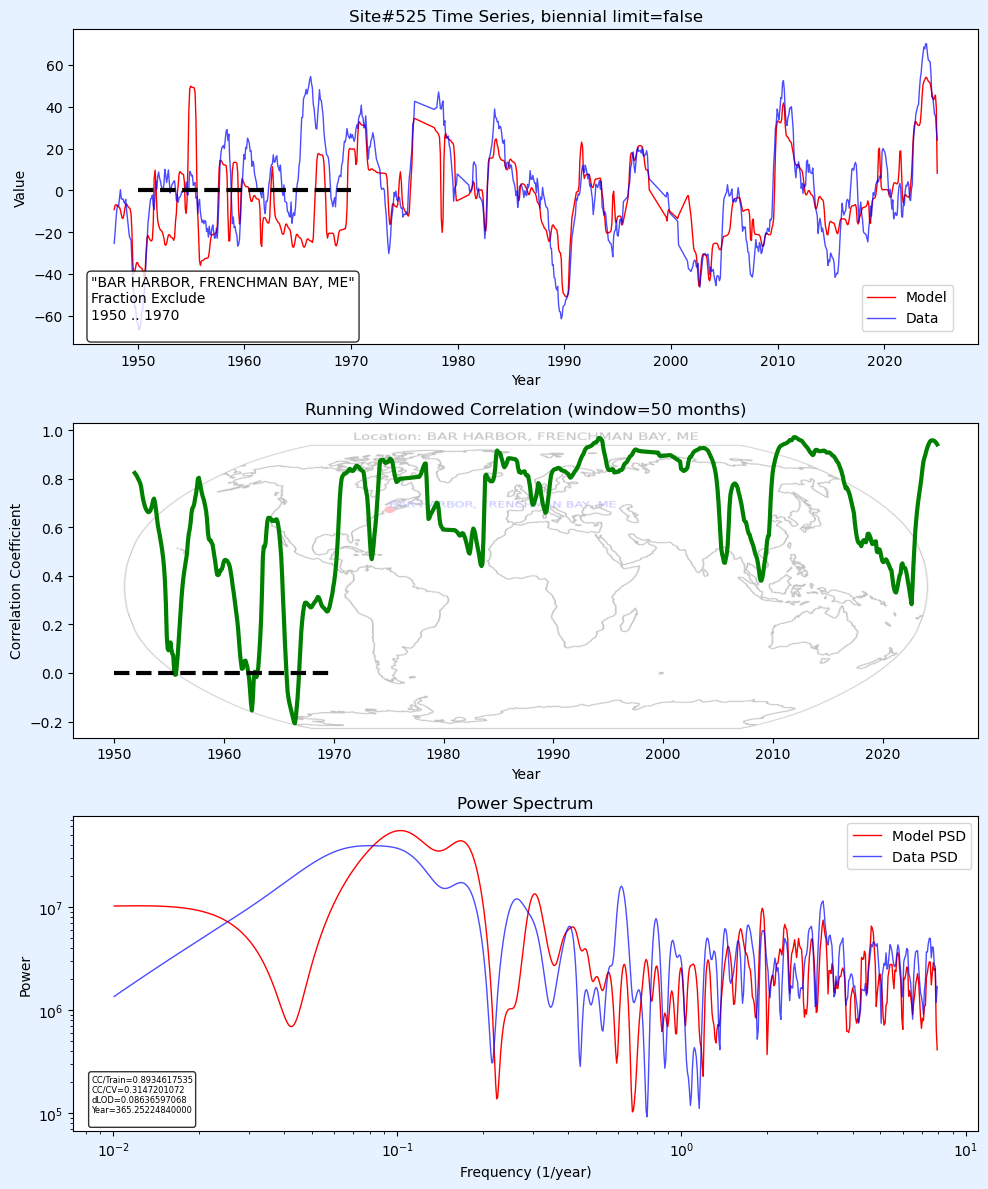 Site#525 Time Series, biennial limit=false
Value
60
40
20
0
−20
−40
−60
"BAR HARBOR, FRENCHMAN BAY, ME"
Fraction Exclude
1950 .. 1970
Model
Data
1950 1960 1970 1980 1990 2000 2010 2020
Year
Running Windowed Correlation (window=50 months)
Location: BAR HARBOR, FRENCHMAN BAY, ME
BAR HARBOR, FRENCHMAN BAY, ME
Correlation Coefficient
1.0
0.8
0.6
0.4
0.2
0.0
−0.2
1950 1960 1970 1980 1990 2000 2010 2020
Year
Power Spectrum
Model PSD
Data PSD
Power
10⁷
10⁶
10⁵
CC/Train=0.8934617535
CC/CV=0.3147201072
dLOD=0.08636597068
Year=365.25224840000
10⁻² 10⁻¹ 10⁰ 10¹
Frequency (1/year)